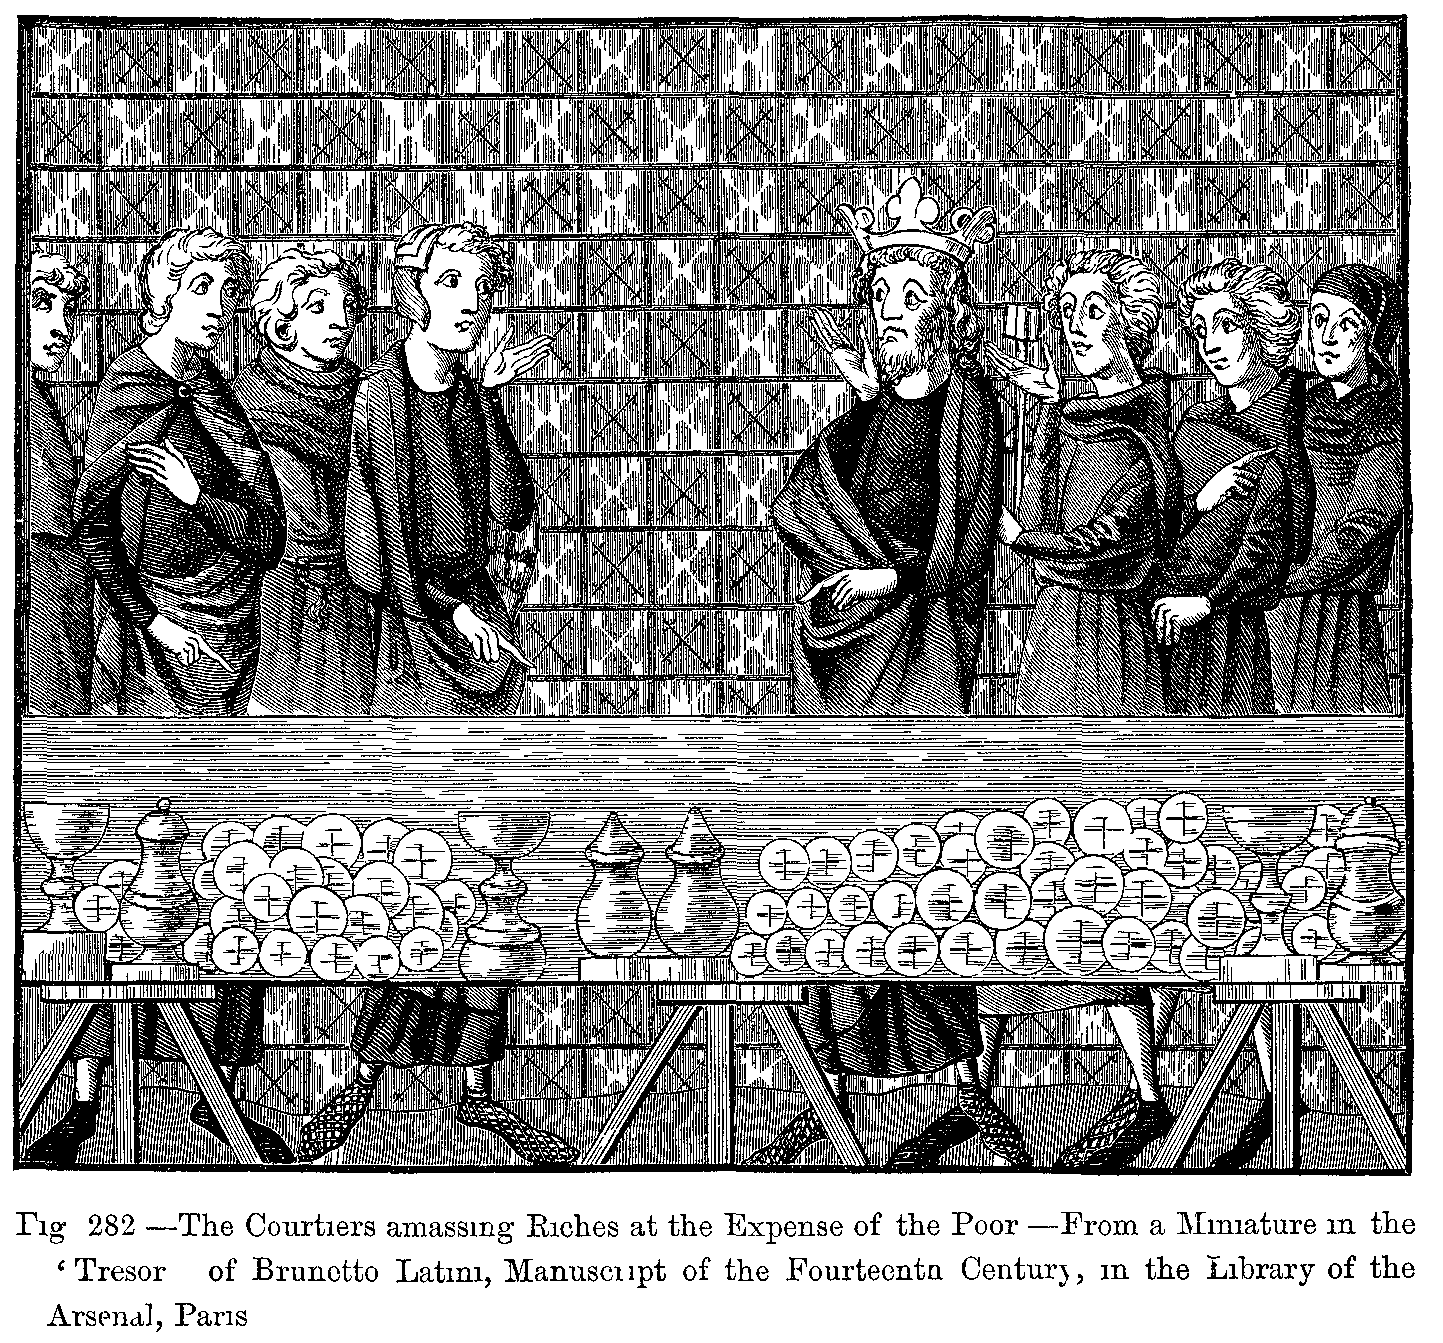 Fig 282 —The Courtiers amassing Riches at the Expense of the Poor —From a Miniature in the
‘ Tresor of Brunetto Latini, Manuscript of the Fourteenth Century, in the Library of the
Arsenal, Paris